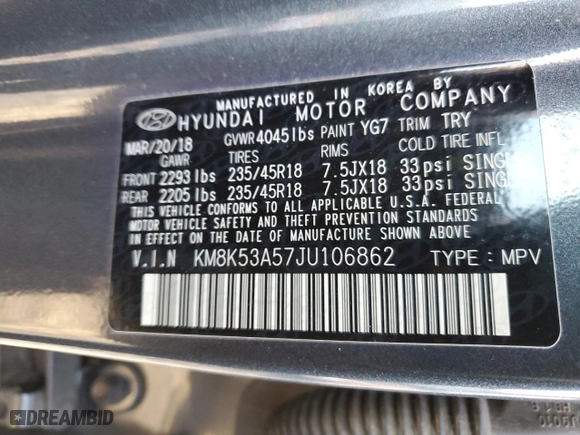 MANUFACTURED IN KOREA BY
HYUNDAI MOTOR COMPANY
MAR/20/18 GVWR 4045lbs PAINT YG7 TRIM TRY
GAWR TIRES RIMS COLD TIRE INFL
FRONT 2293 lbs 235/45R18 7.5JX18 33psi SING
REAR 2205 lbs 235/45R18 7.5JX18 33psi SING
THIS VEHICLE CONFORMS TO ALL APPLICABLE U.S.A. FEDERAL
MOTOR VEHICLE SAFETY AND THEFT PREVENTION STANDARDS
IN EFFECT ON THE DATE OF MANUFACTURE SHOWN ABOVE.
V.I.N KM8K53A57JU106862 TYPE : MPV
J9010
DREAMBID